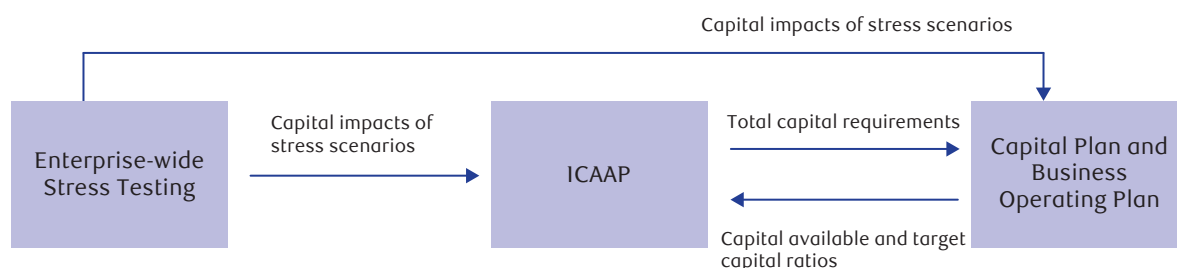 Capital impacts of stress scenarios
Enterprise-wide
Stress Testing
Capital impacts of
stress scenarios
ICAAP
Total capital requirements
Capital available and target
capital ratios
Capital Plan and
Business
Operating Plan